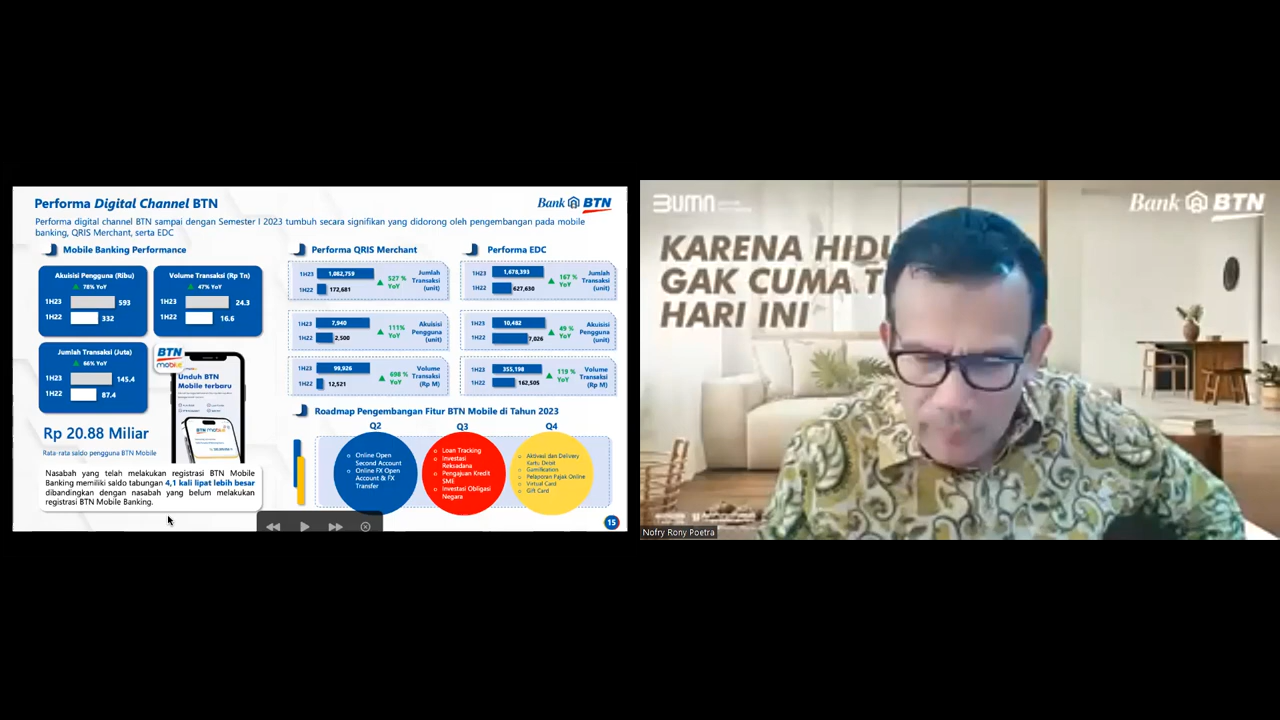 Performa Digital Channel BTN
Bank BTN
Performa digital channel BTN sampai dengan Semester I 2023 tumbuh secara signifikan yang didorong oleh pengembangan pada mobile
banking, QRIS Merchant, serta EDC
Mobile Banking Performance
Akuisisi Pengguna (Ribu)
78% YoY
1H23 593
1H22 332
Volume Transaksi (Rp Tn)
47% YoY
24.3
16.6
Jumlah Transaksi (Juta)
66% YoY
1H23 145.4
1H22 87.4
BTN
mobile
Unduh BTN
Mobile terbaru
BTN mobile
Rp 20.88 Miliar
Rata-rata saldo pengguna BTN Mobile
Nasabah yang telah melakukan registrasi BTN Mobile
Banking memiliki saldo tabungan 4,1 kali lipat lebih besar
dibandingkan dengan nasabah yang belum melakukan
registrasi BTN Mobile Banking.
Performa QRIS Merchant
1H23 1,082,759
1H22 172,681
527 %
YoY
Jumlah
Transaksi
(unit)
1H23 7,940
1H22 2,500
111%
YoY
Akuisisi
Pengguna
(unit)
1H23 99,926
1H22 12,521
698 %
YoY
Volume
Transaksi
(Rp M)
Performa EDC
1H23 1,678,393
1H22 627,630
167 %
YoY
Jumlah
Transaksi
(unit)
1H23 10,482
1H22 7,026
49 %
YoY
Akuisisi
Pengguna
(unit)
1H23 355,198
1H22 162,505
119 %
YoY
Volume
Transaksi
(Rp M)
Roadmap Pengembangan Fitur BTN Mobile di Tahun 2023
Q2
Online Open
Second Account
Online FX Open
Account & FX
Transfer
Q3
Loan Tracking
Investasi
Reksadana
Pengajuan Kredit
SME
Investasi Obligasi
Negara
Q4
Aktivasi dan Delivery
Kartu Debit
Gamification
Pelaporan Pajak Online
Virtual Card
Gift Card
15
BUMN
Bank BTN
KARENA HIDU
GAK CUMA T
HARI INI
Nofry Rony Poetra